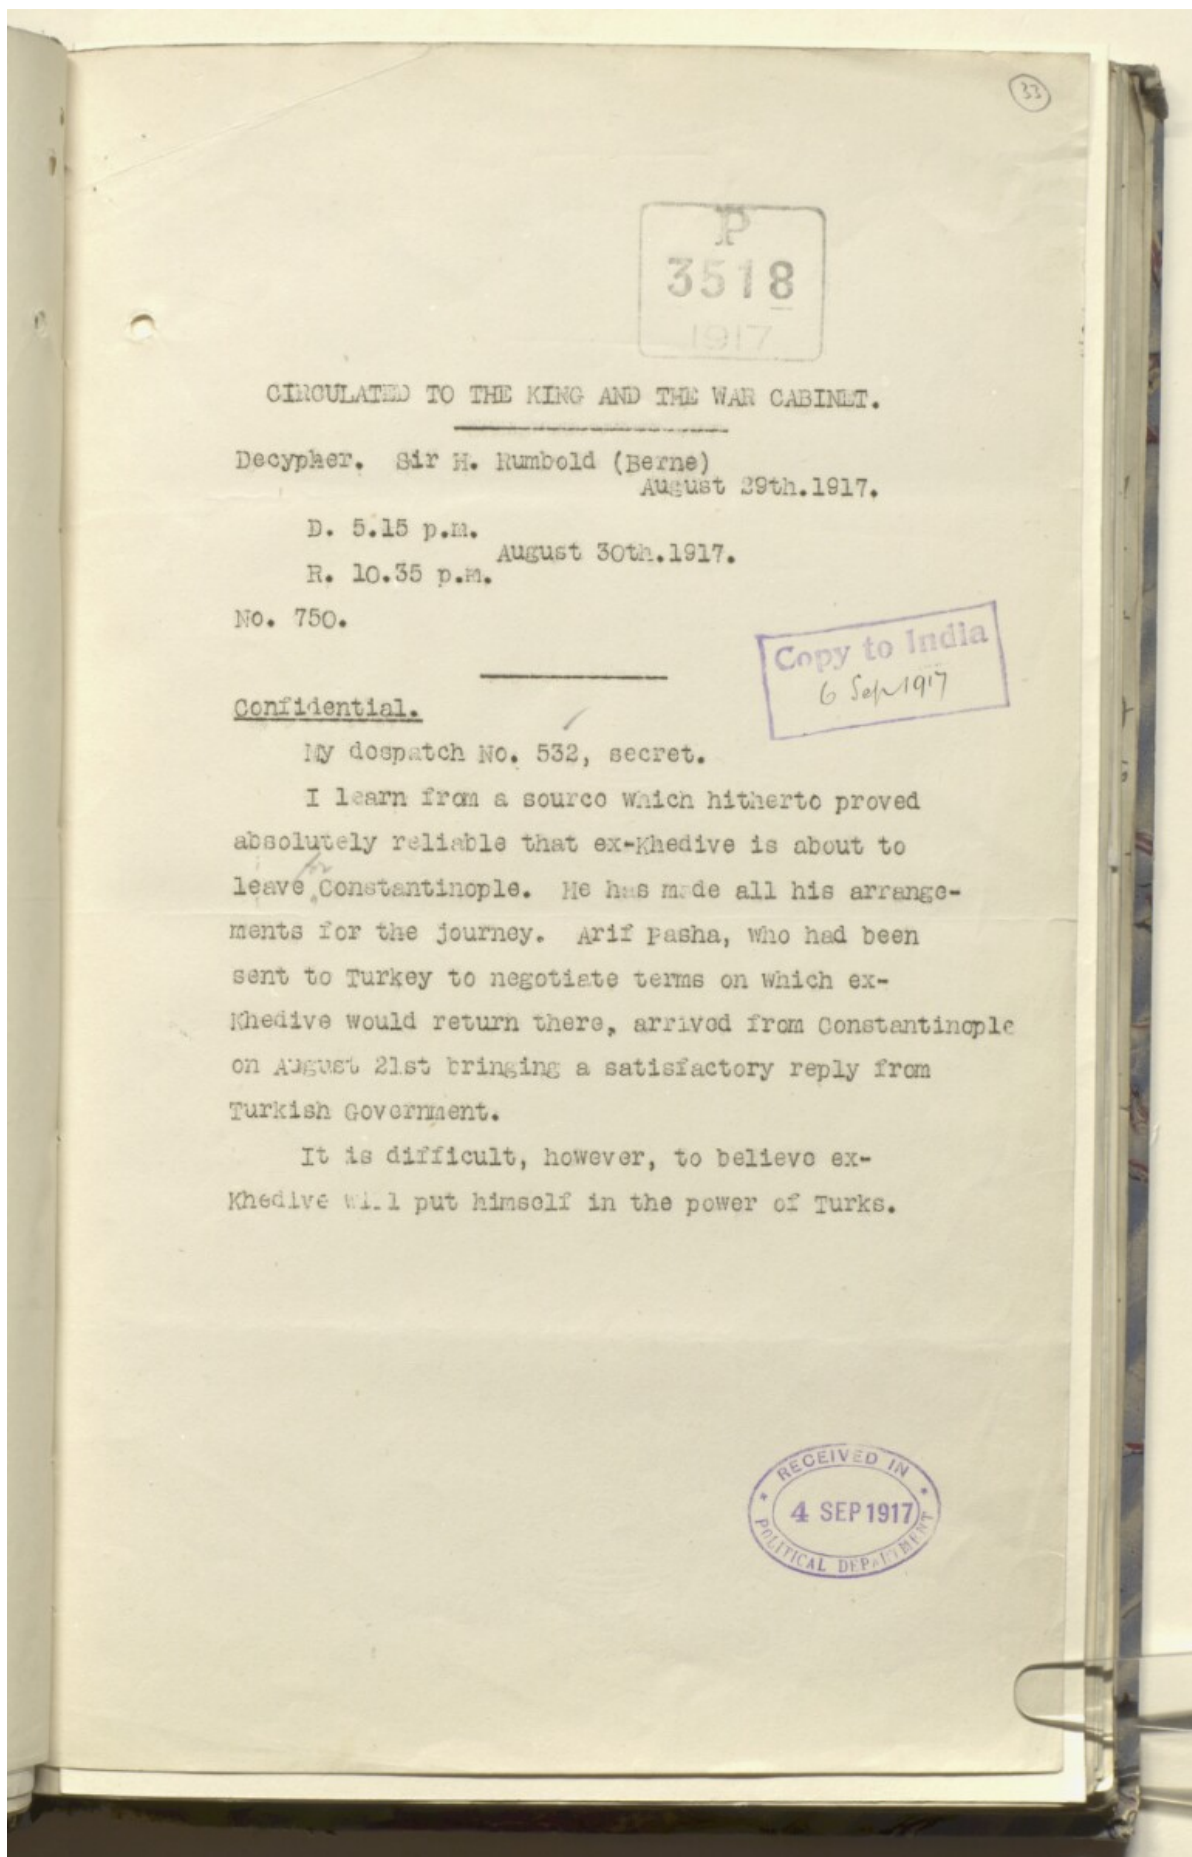 33
P
3518
1917
CIRCULATED TO THE KING AND THE WAR CABINET.
Decypher. Sir H. Rumbold (Berne)
August 29th.1917.
D. 5.15 p.m.
August 30th.1917.
R. 10.35 p.m.
No. 750.
Copy to India
6 Sep 1917
Confidential.
My despatch No. 532, secret.
I learn from a source which hitherto proved
absolutely reliable that ex-Khedive is about to
leave for Constantinople. He has made all his arrange-
ments for the journey. Arif Pasha, who had been
sent to Turkey to negotiate terms on which ex-
Khedive would return there, arrived from Constantinople
on August 21st bringing a satisfactory reply from
Turkish Government.
It is difficult, however, to believe ex-
Khedive will put himself in the power of Turks.
RECEIVED IN
4 SEP 1917
POLITICAL DEPARTMENT